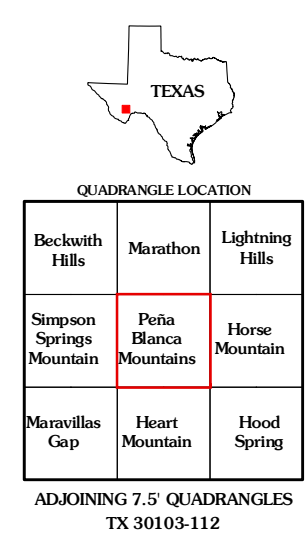 TEXAS
QUADRANGLE LOCATION
Beckwith
Hills
Marathon
Lightning
Hills
Simpson
Springs
Mountain
Peña
Blanca
Mountains
Horse
Mountain
Maravillas
Gap
Heart
Mountain
Hood
Spring
ADJOINING 7.5' QUADRANGLES
TX 30103-112